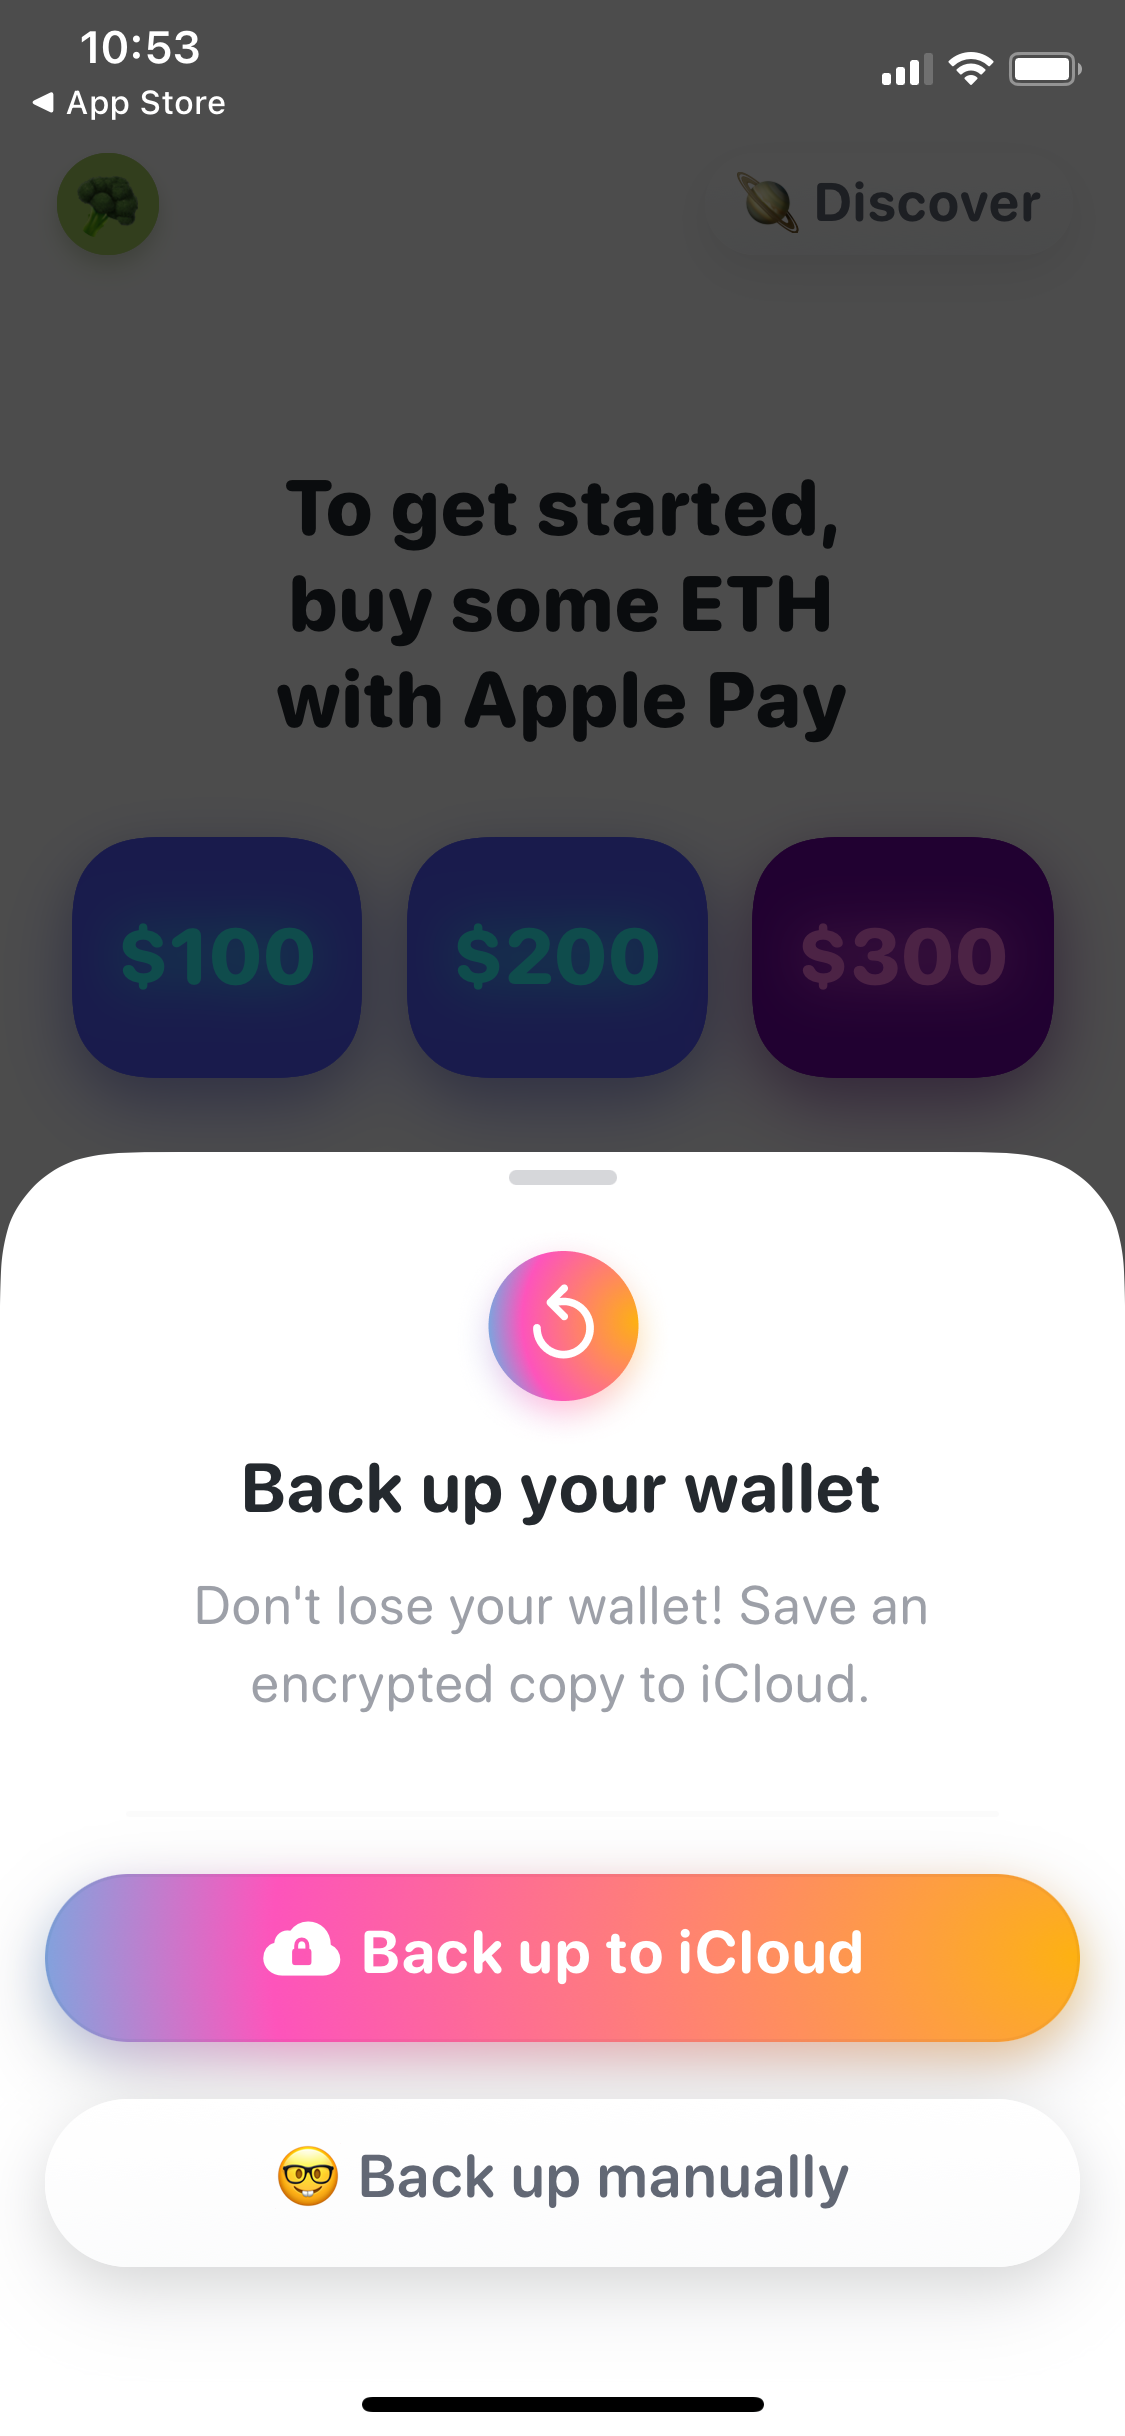 10:53
◀ App Store
Discover
To get started,
buy some ETH
with Apple Pay
$100 $200 $300
Back up your wallet
Don't lose your wallet! Save an
encrypted copy to iCloud.
Back up to iCloud
🤓 Back up manually